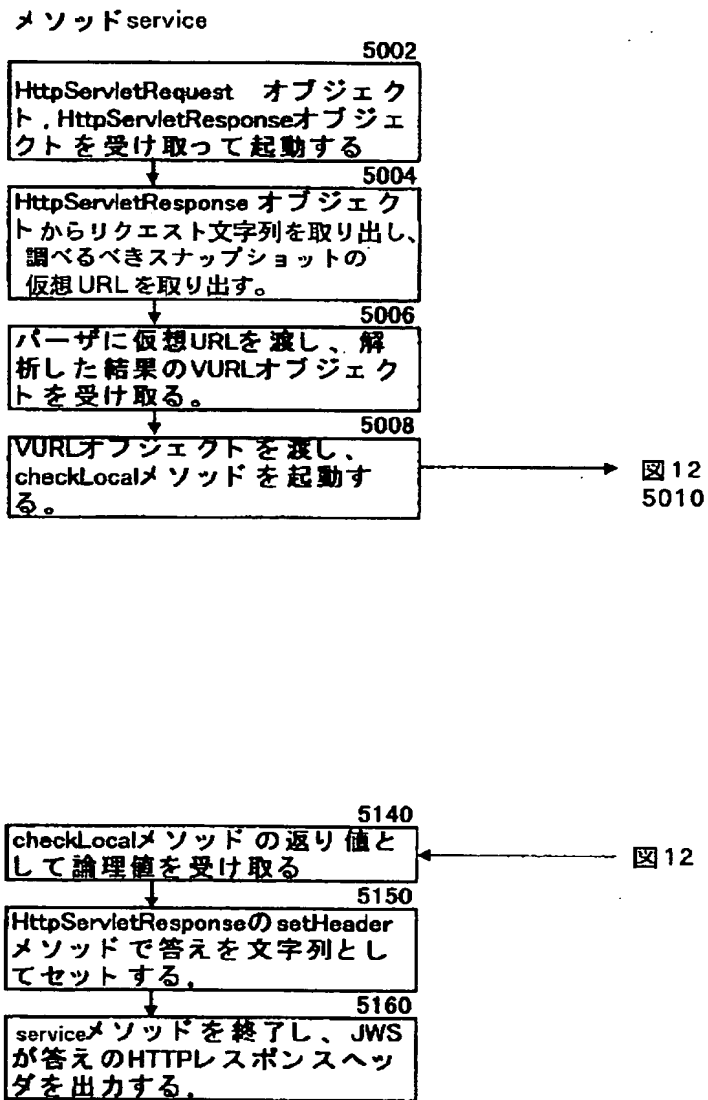 メソッドservice
5002
HttpServletRequest オブジェク
ト,HttpServletResponseオブジェ
クトを受け取って起動する
5004
HttpServletResponse オブジェク
トからリクエスト文字列を取り出し、
調べるべきスナップショットの
仮想URLを取り出す。
5006
パーザに仮想URLを渡し、解
析した結果のVURLオブジェク
トを受け取る。
5008
VURLオブジェクトを渡し、
checkLocalメソッドを起動す
る。
図12
5010
5140
checkLocalメソッドの返り値と
して論理値を受け取る
図12
5150
HttpServletResponseのsetHeader
メソッドで答えを文字列とし
てセットする.
5160
serviceメソッドを終了し、JWS
が答えのHTTPレスポンスヘッ
ダを出力する.